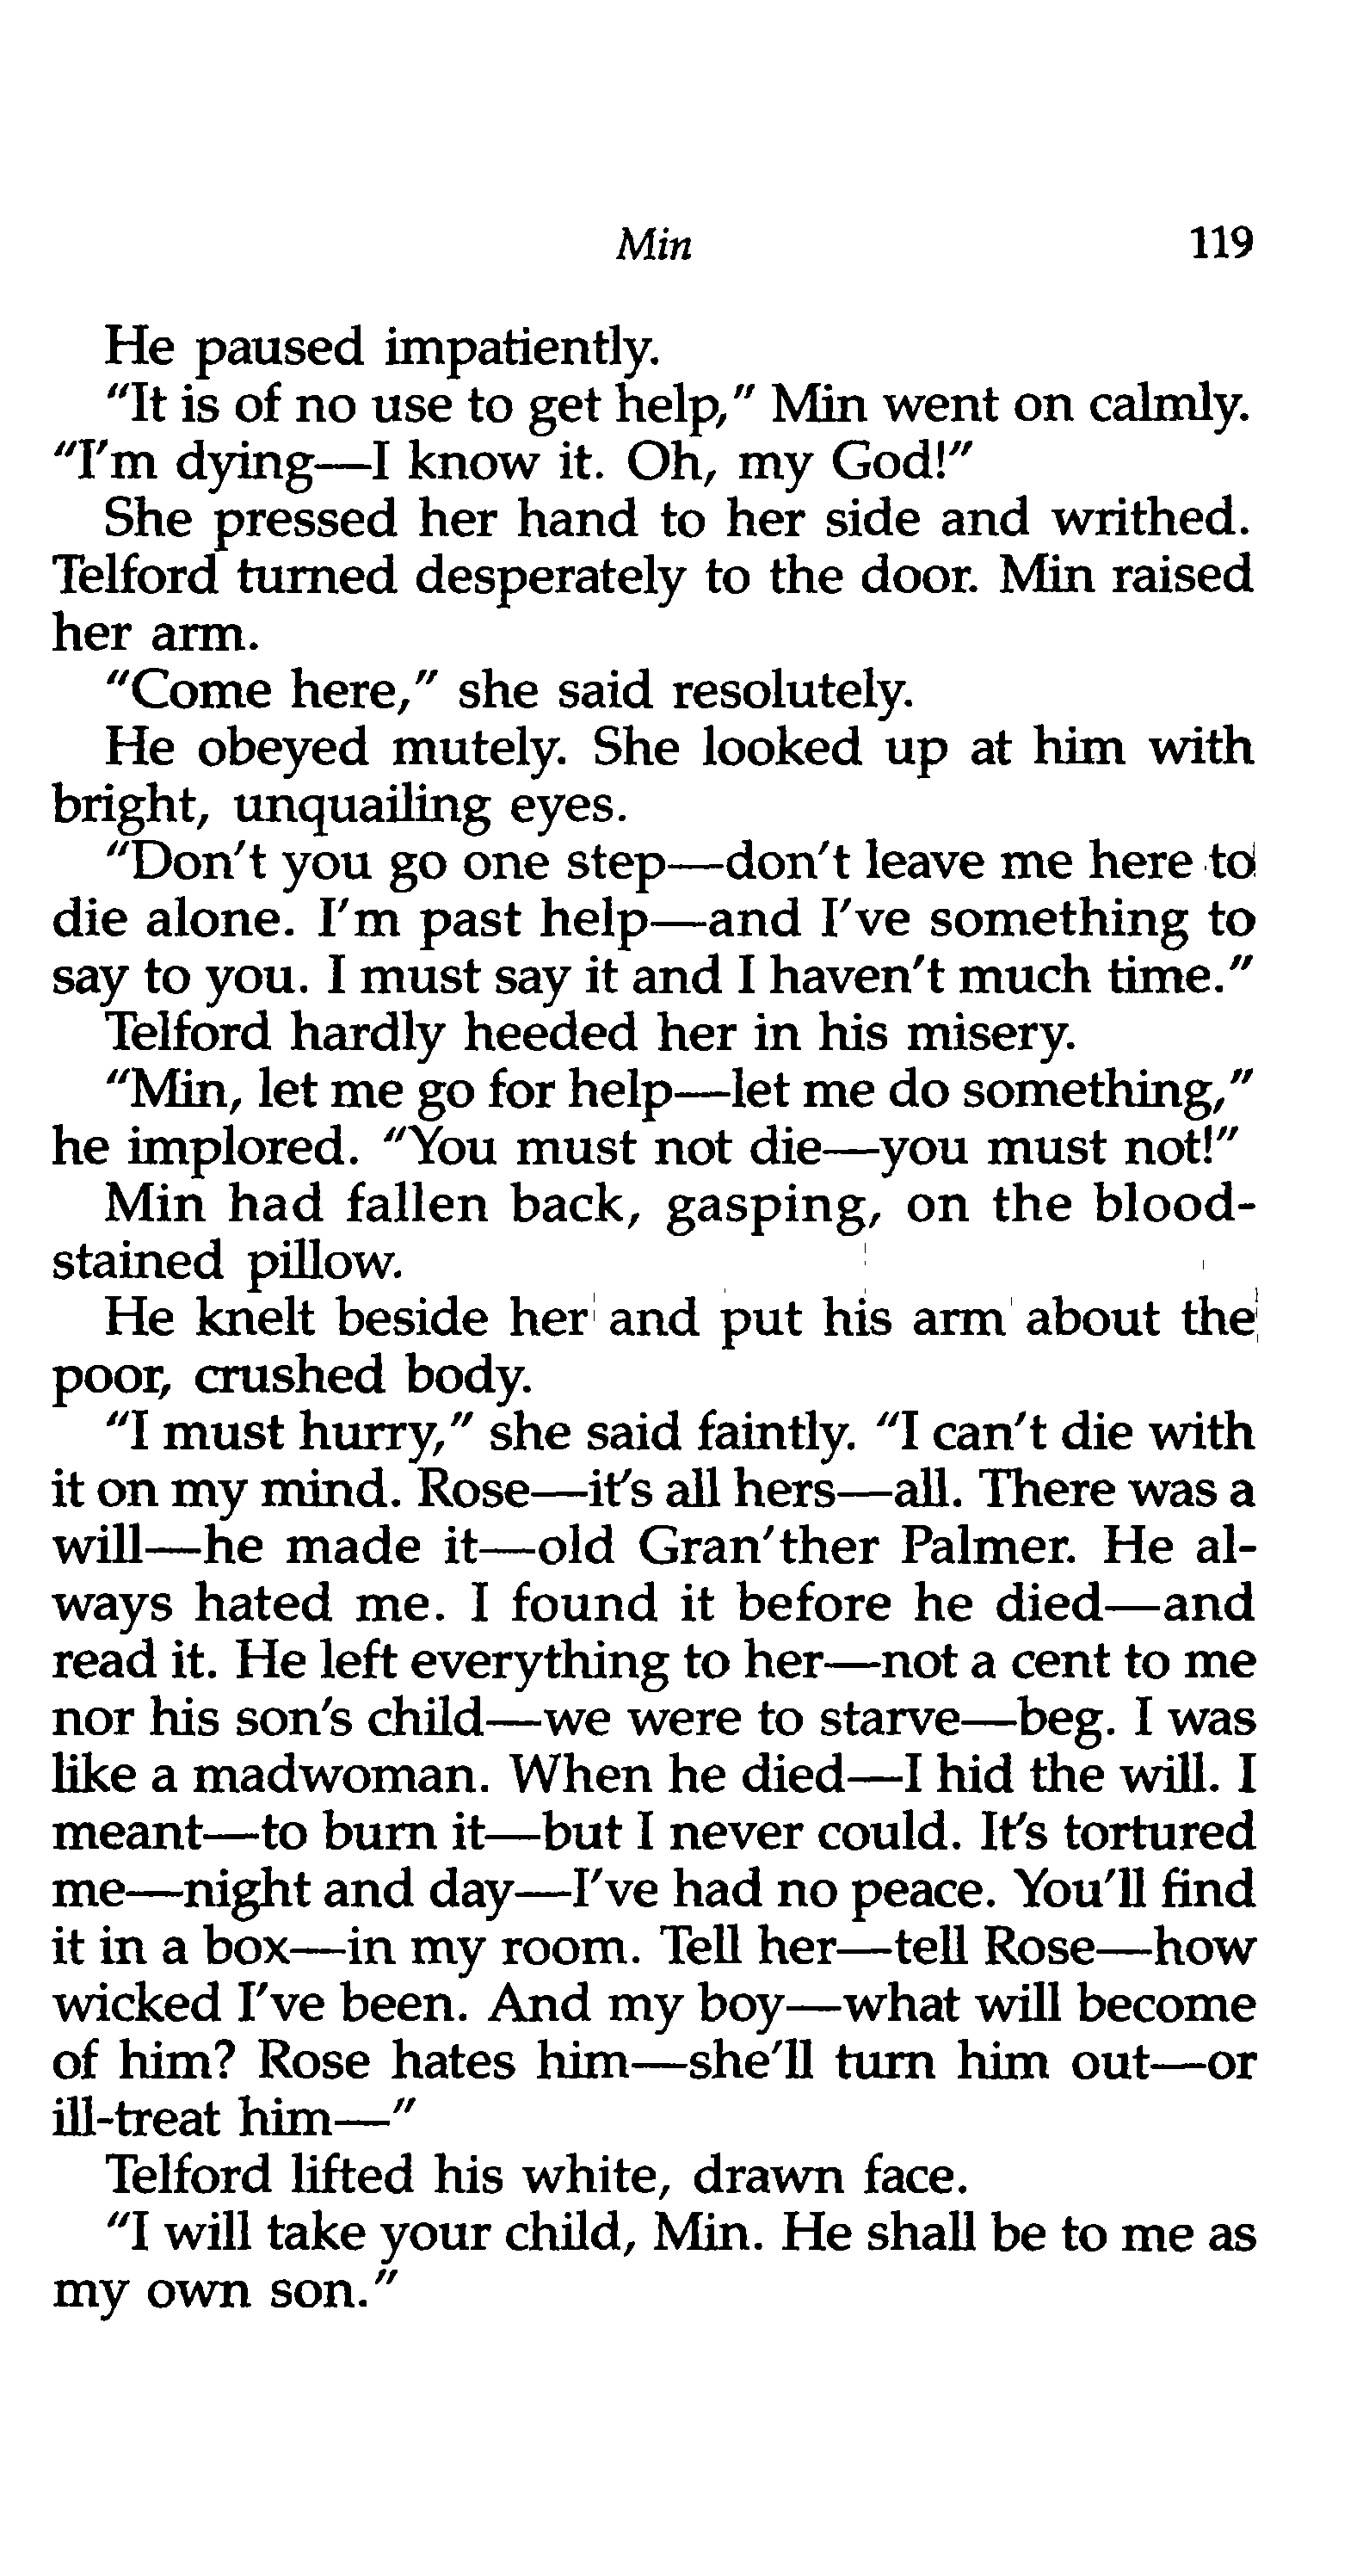 Min 119
He paused impatiently.
"It is of no use to get help," Min went on calmly.
"I'm dying—I know it. Oh, my God!"
She pressed her hand to her side and writhed.
Telford turned desperately to the door. Min raised
her arm.
"Come here," she said resolutely.
He obeyed mutely. She looked up at him with
bright, unquailing eyes.
"Don't you go one step—don't leave me here to
die alone. I'm past help—and I've something to
say to you. I must say it and I haven't much time."
Telford hardly heeded her in his misery.
"Min, let me go for help—let me do something,"
he implored. "You must not die—you must not!"
Min had fallen back, gasping, on the blood-
stained pillow.
He knelt beside her and put his arm about the
poor, crushed body.
"I must hurry," she said faintly. "I can't die with
it on my mind. Rose—it's all hers—all. There was a
will—he made it—old Gran'ther Palmer. He al-
ways hated me. I found it before he died—and
read it. He left everything to her—not a cent to me
nor his son's child—we were to starve—beg. I was
like a madwoman. When he died—I hid the will. I
meant—to burn it—but I never could. It's tortured
me—night and day—I've had no peace. You'll find
it in a box—in my room. Tell her—tell Rose—how
wicked I've been. And my boy—what will become
of him? Rose hates him—she'll turn him out—or
ill-treat him—"
Telford lifted his white, drawn face.
"I will take your child, Min. He shall be to me as
my own son."